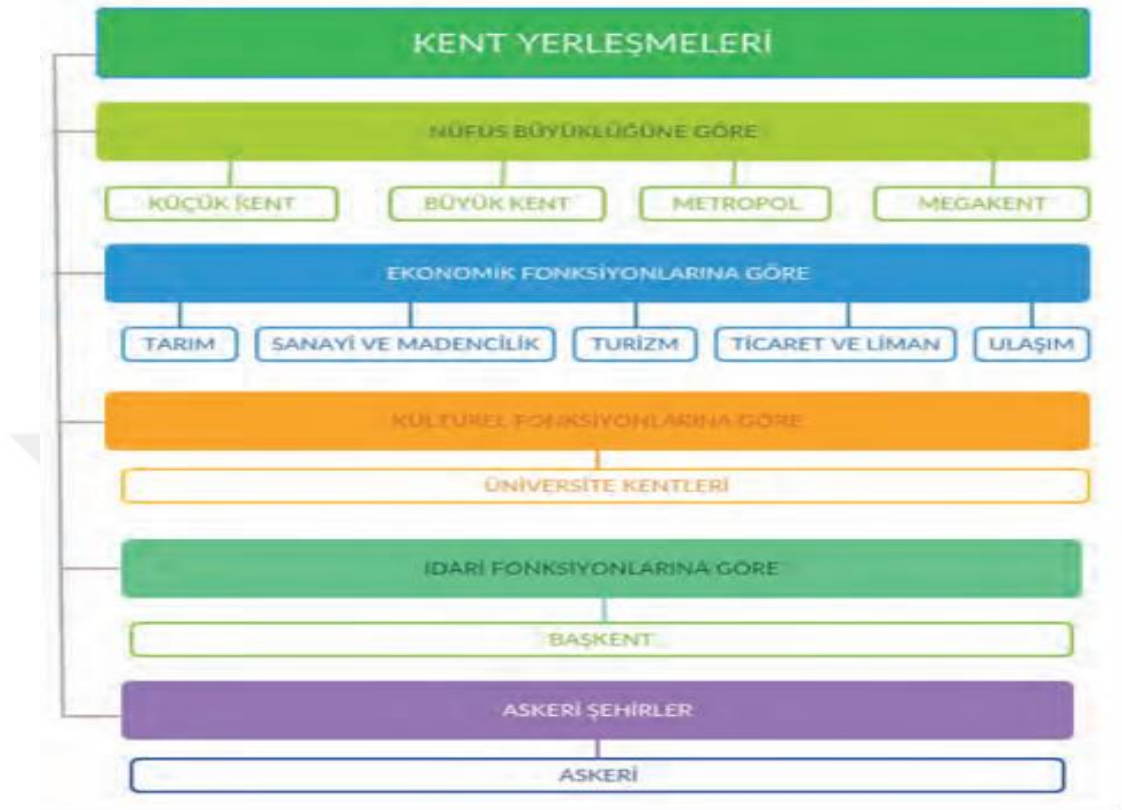 KENT YERLEŞMELERİ
NÜFUS BÜYÜKLÜĞÜNE GÖRE
KÜÇÜK KENT BÜYÜK KENT METROPOL MEGAKENT
EKONOMİK FONKSİYONLARINA GÖRE
TARIM SANAYİ VE MADENCİLİK TURİZM TİCARET VE LİMAN ULAŞIM
KÜLTUREL FONKSİYONLARINA GÖRE
ÜNİVERSİTE KENTLERİ
IDARİ FONKSİYONLARINA GÖRE
BAŞKENT
ASKERİ ŞEHİRLER
ASKERİ